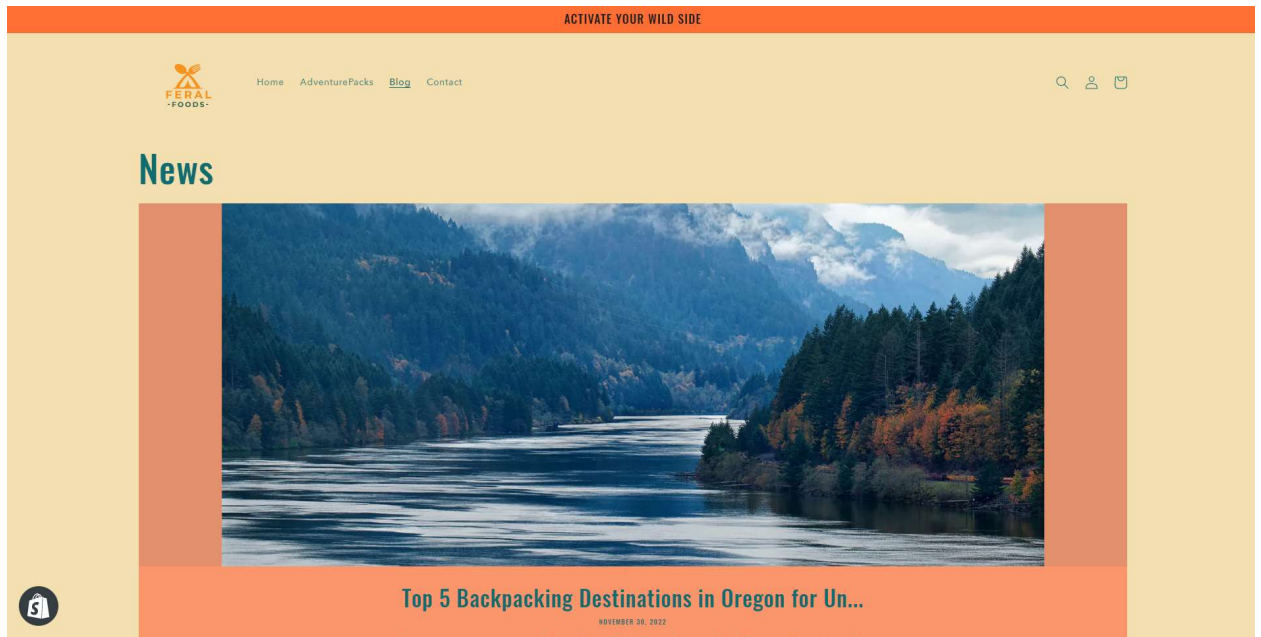 ACTIVATE YOUR WILD SIDE
FERAL
-FOODS-
Home AdventurePacks Blog Contact
News
Top 5 Backpacking Destinations in Oregon for Un...
NOVEMBER 30, 2022